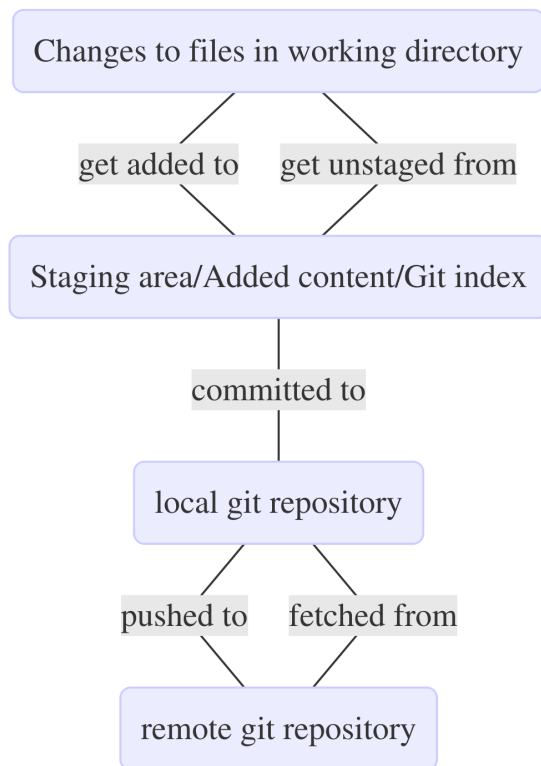 Changes to files in working directory
get added to
get unstaged from
Staging area/Added content/Git index
committed to
local git repository
pushed to
fetched from
remote git repository